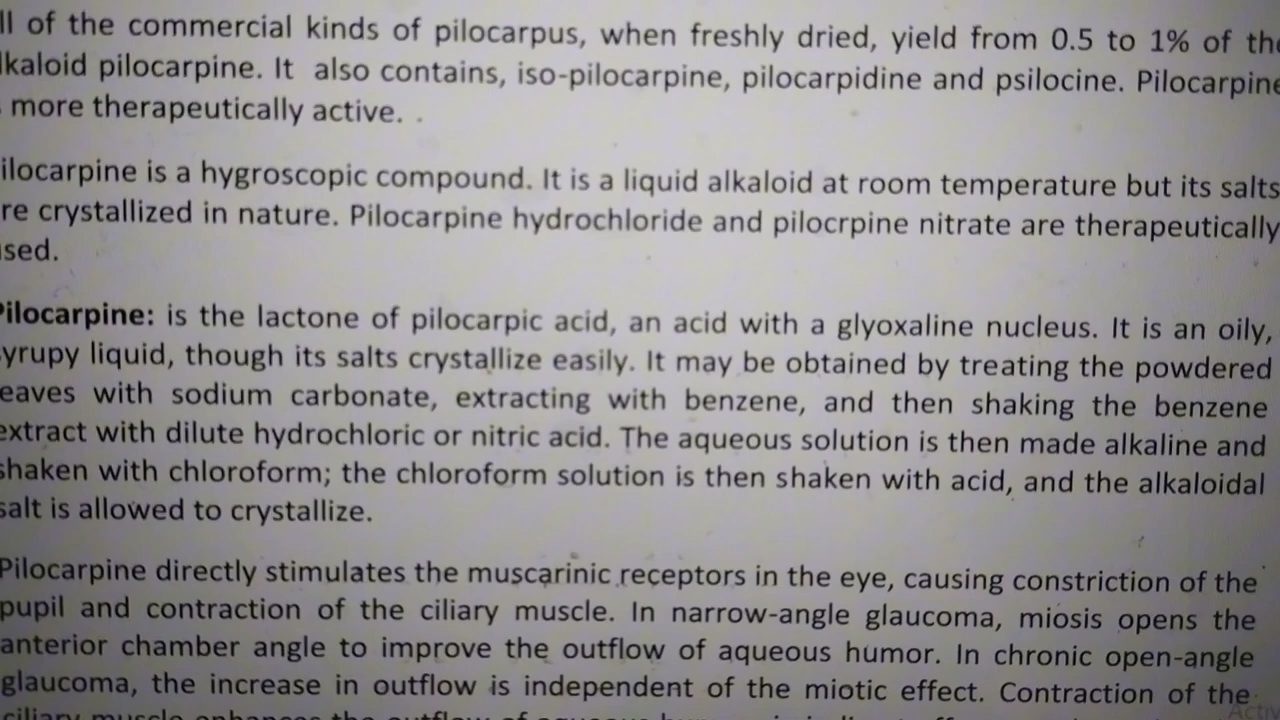 ll of the commercial kinds of pilocarpus, when freshly dried, yield from 0.5 to 1% of the
lkaloid pilocarpine. It also contains, iso-pilocarpine, pilocarpidine and psilocine. Pilocarpine
more therapeutically active. .
ilocarpine is a hygroscopic compound. It is a liquid alkaloid at room temperature but its salts
re crystallized in nature. Pilocarpine hydrochloride and pilocrpine nitrate are therapeutically
sed.
Pilocarpine: is the lactone of pilocarpic acid, an acid with a glyoxaline nucleus. It is an oily,
yrupy liquid, though its salts crystallize easily. It may be obtained by treating the powdered
eaves with sodium carbonate, extracting with benzene, and then shaking the benzene
extract with dilute hydrochloric or nitric acid. The aqueous solution is then made alkaline and
shaken with chloroform; the chloroform solution is then shaken with acid, and the alkaloidal
salt is allowed to crystallize.
Pilocarpine directly stimulates the muscarinic receptors in the eye, causing constriction of the
pupil and contraction of the ciliary muscle. In narrow-angle glaucoma, miosis opens the
anterior chamber angle to improve the outflow of aqueous humor. In chronic open-angle
glaucoma, the increase in outflow is independent of the miotic effect. Contraction of the
ciliary muscle enhances the outflow of